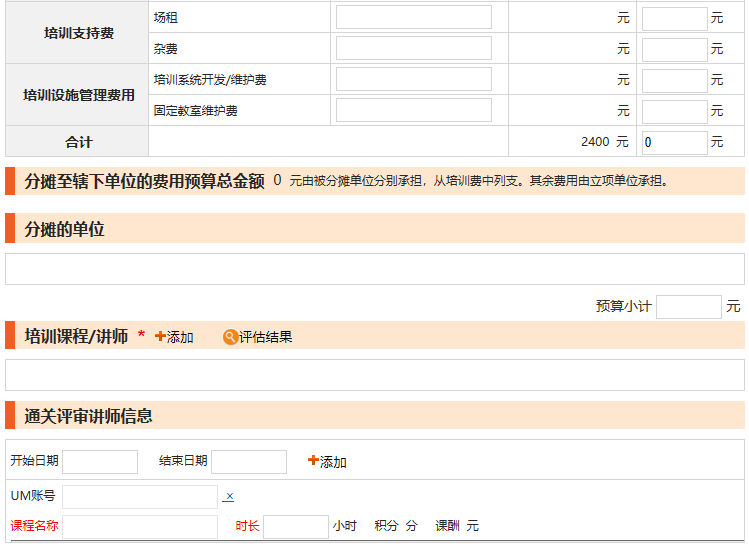 培训支持费
场租 元 元
杂费 元 元
培训设施管理费用
培训系统开发/维护费 元 元
固定教室维护费 元 元
合计 2400 元 0 元
分摊至辖下单位的费用预算总金额 0 元由被分摊单位分别承担，从培训费中列支。其余费用由立项单位承担。
分摊的单位
预算小计 元
培训课程/讲师 * 添加 评估结果
通关评审讲师信息
开始日期 结束日期 添加
UM账号 x
课程名称 时长 小时 积分 分 课酬 元